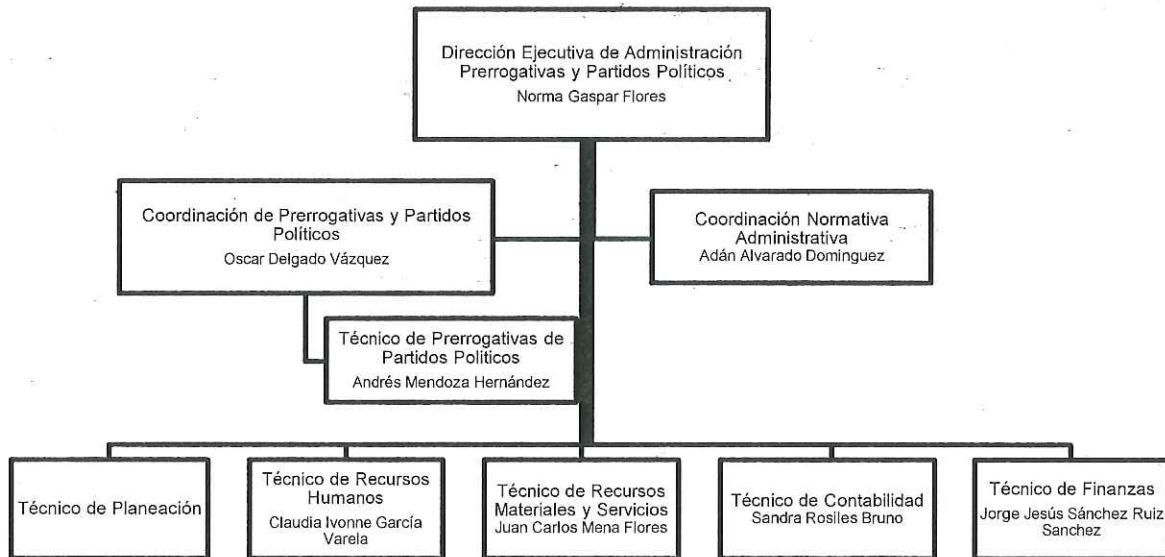 Dirección Ejecutiva de Administración
Prerrogativas y Partidos Políticos
Norma Gaspar Flores
Coordinación de Prerrogativas y Partidos
Políticos
Oscar Delgado Vázquez
Coordinación Normativa
Administrativa
Adán Alvarado Dominguez
Técnico de Prerrogativas de
Partidos Politicos
Andrés Mendoza Hernández
Técnico de Planeación
Técnico de Recursos
Humanos
Claudia Ivonne García
Varela
Técnico de Recursos
Materiales y Servicios
Juan Carlos Mena Flores
Técnico de Contabilidad
Sandra Rosiles Bruno
Técnico de Finanzas
Jorge Jesús Sánchez Ruiz
Sanchez